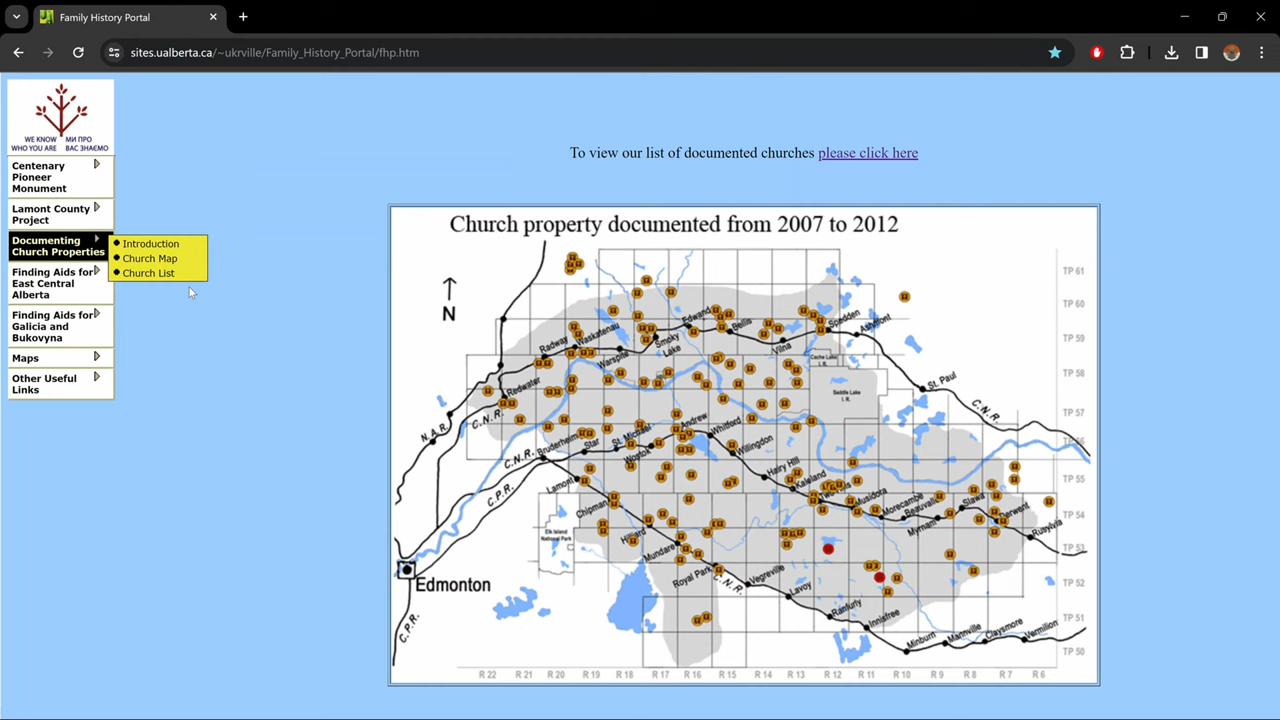 Family History Portal
sites.ualberta.ca/~ukrville/Family_History_Portal/fhp.htm
WE KNOW МИ ПРО
WHO YOU ARE ВАС ЗНАЄМО
Centenary
Pioneer
Monument
Lamont County
Project
Documenting
Church Properties
Introduction
Church Map
Church List
Finding Aids for
East Central
Alberta
Finding Aids for
Galicia and
Bukovyna
Maps
Other Useful
Links
To view our list of documented churches please click here
Church property documented from 2007 to 2012
N
TP 61
TP 60
TP 59
TP 58
TP 57
TP 55
TP 54
TP 53
TP 52
TP 51
TP 50
Radway
Waskatenau
Warspite
Smoky
Lake
Edwand
Bellis
Vilna
Spedden
Ashmont
Cache Lake
I. R.
Saddle Lake
I. R.
St. Paul
C.N.R.
Redwater
N.A.R.
C.N.R.
C.N.R.
Bruderheim
Star
St. Michael
Wostok
Andrew
Whitford
Willingdon
Hairy Hill
Kaleland
Two Hills
Musidora
Morecambe
Beauvallon
Myrnam
Slawa
Derwent
Rusylvia
C.P.R.
Lamont
Chipman
Elk Island
National Park
Hilliard
Mundare
Royal Park
C.N.R.
Vegreville
Lavoy
Ranfurly
Innisfree
Minburn
Mannville
Claysmore
Vermilion
Edmonton
C.P.R.
R 22 R 21 R 20 R 19 R 18 R 17 R 16 R 15 R 14 R 13 R 12 R 11 R 10 R 9 R 8 R 7 R 6